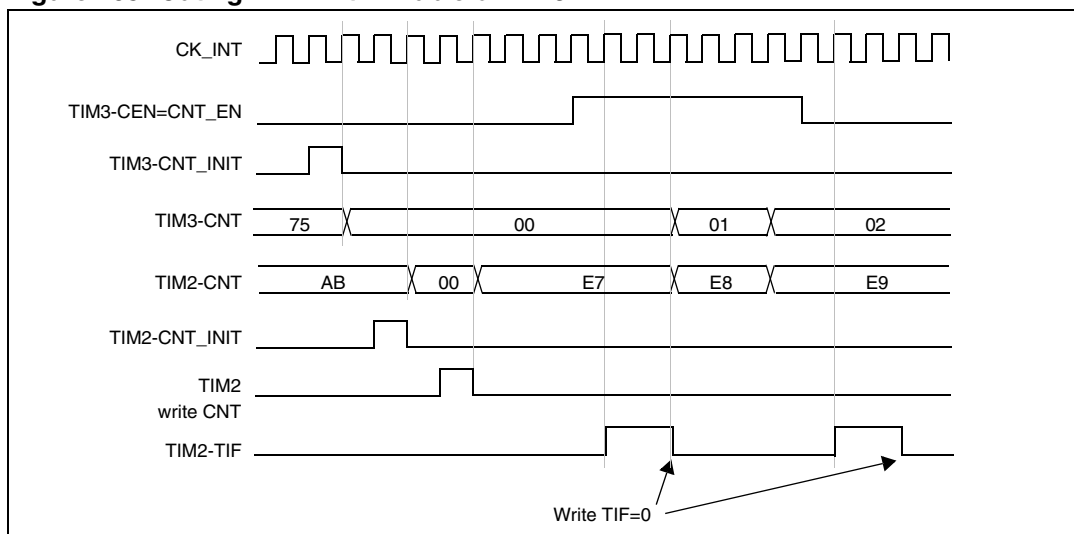 CK_INT
TIM3-CEN=CNT_EN
TIM3-CNT_INIT
TIM3-CNT 75 00 01 02
TIM2-CNT AB 00 E7 E8 E9
TIM2-CNT_INIT
TIM2
write CNT
TIM2-TIF
Write TIF=0